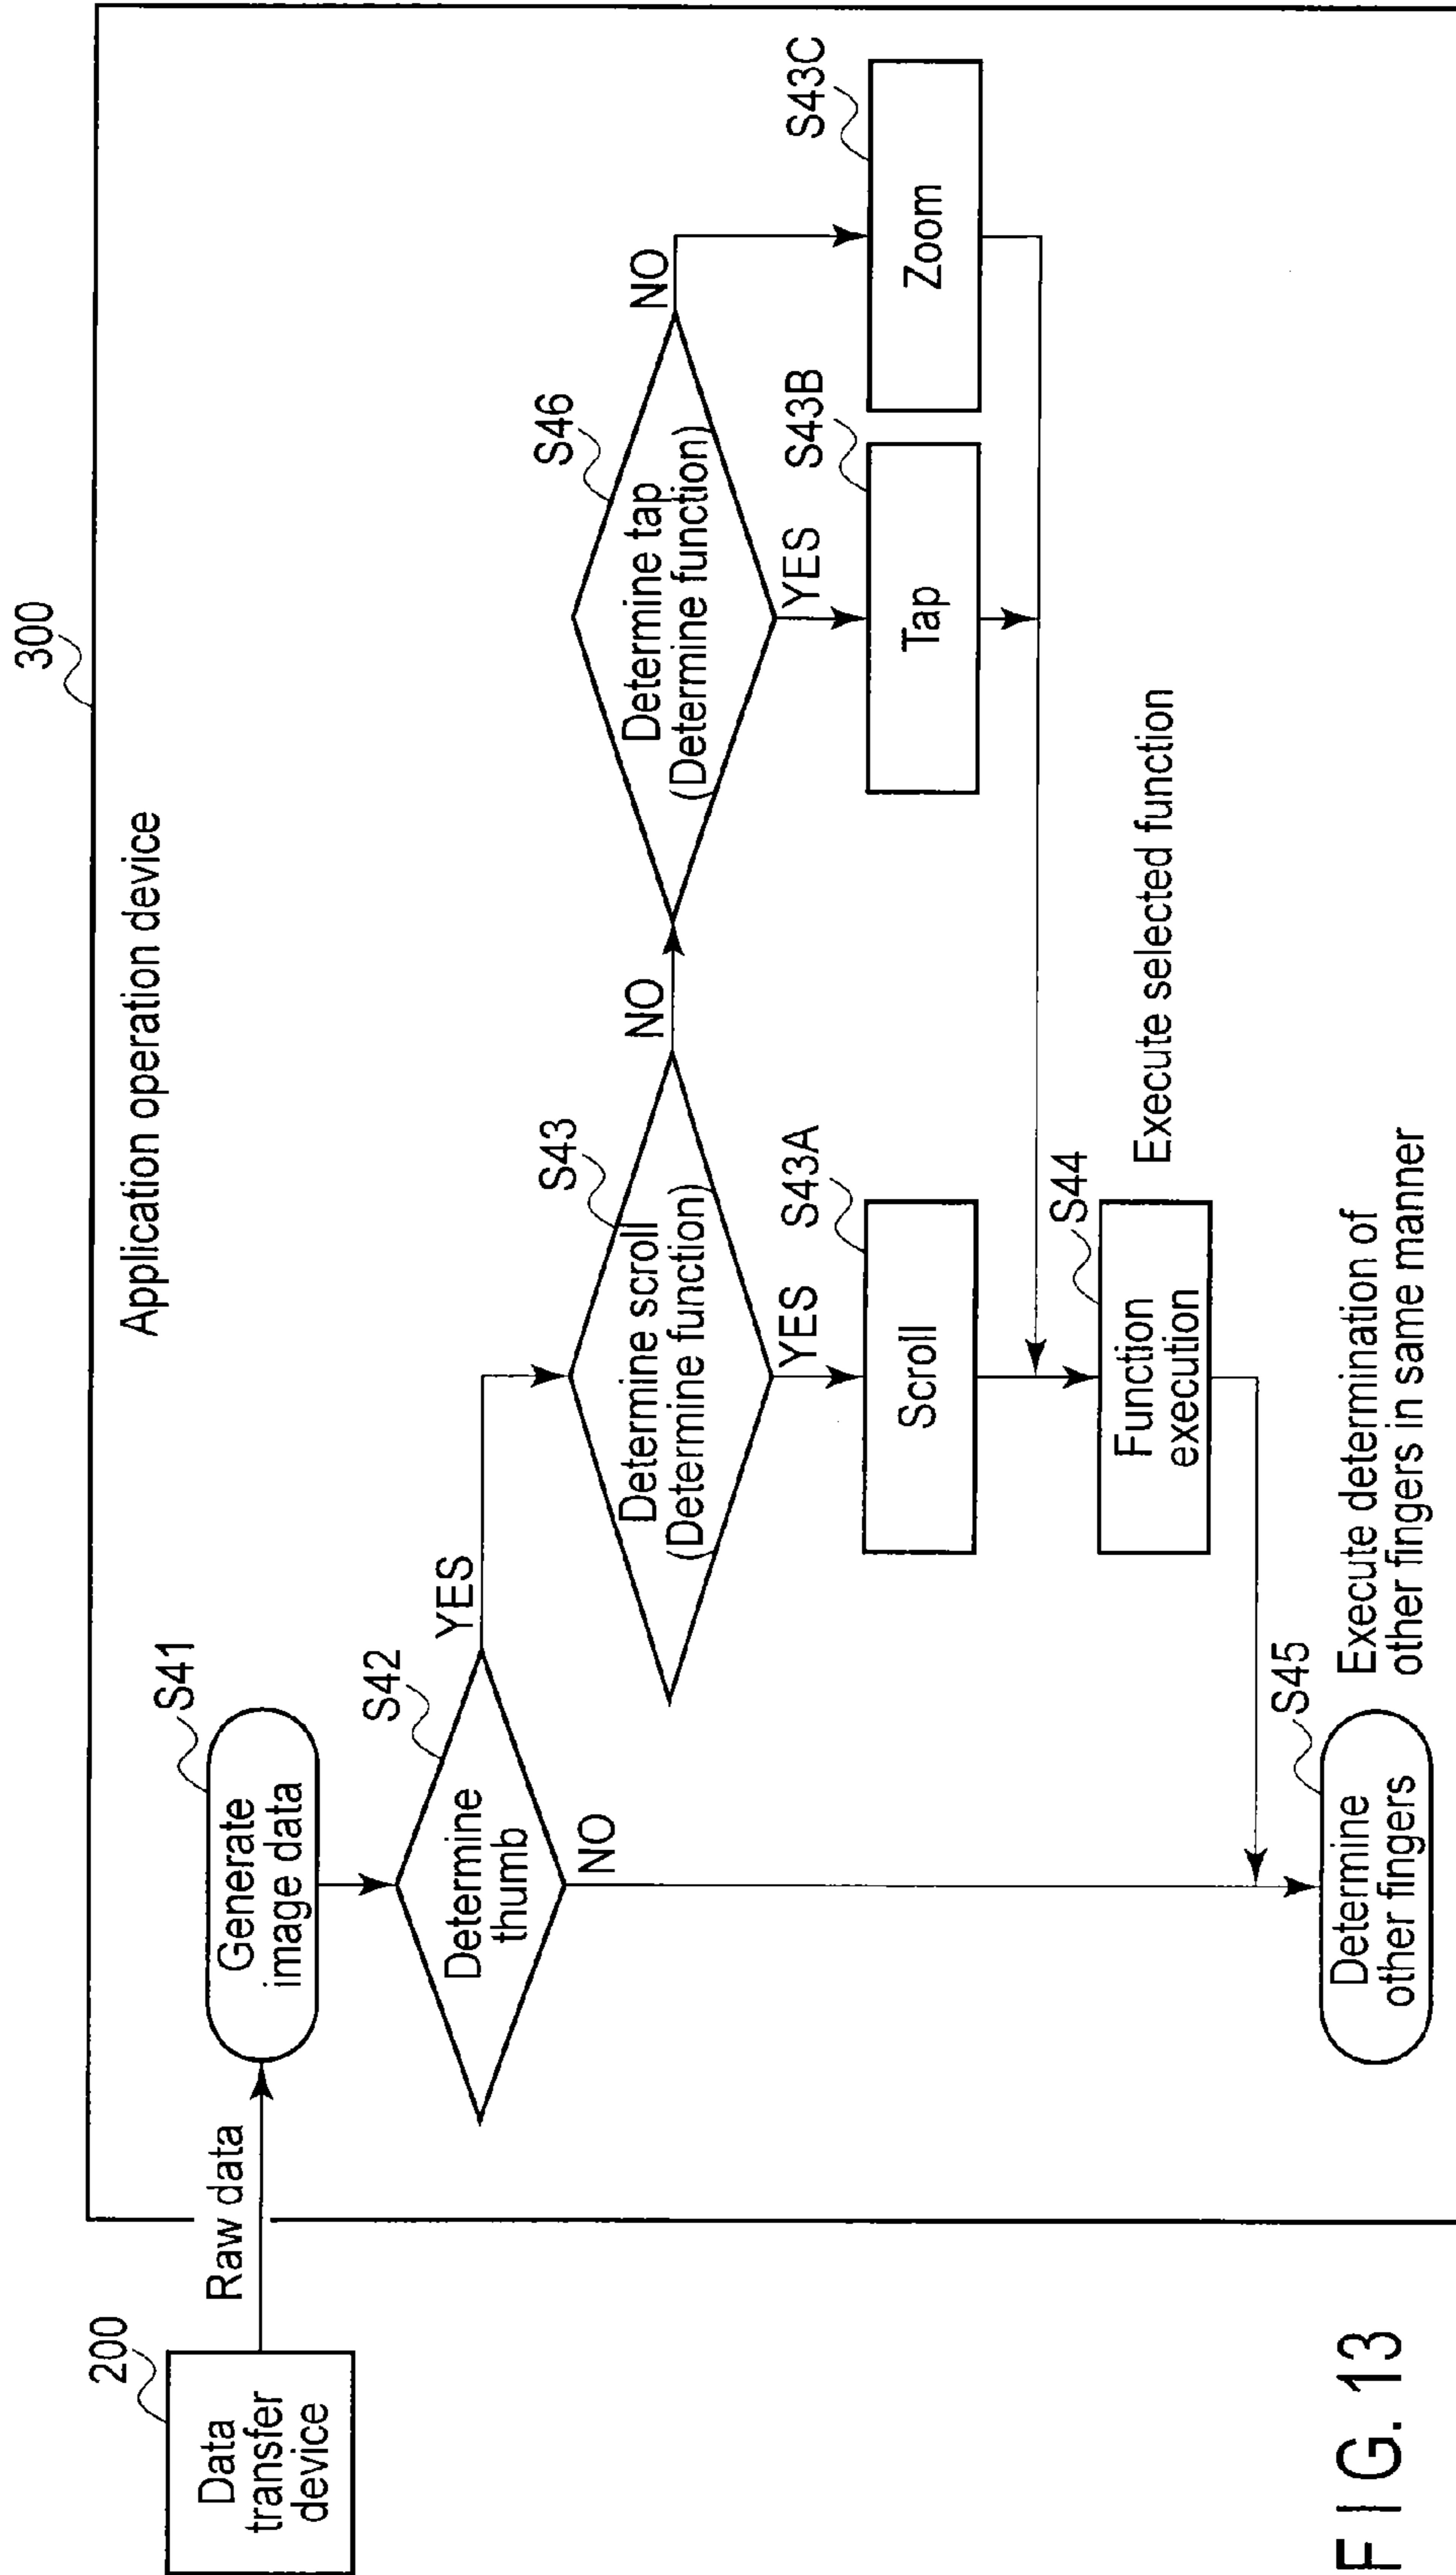 300
Application operation device
200
Data
transfer
device
Raw data
S41
Generate
image data
S42
Determine
thumb
YES
NO
S43
Determine scroll
(Determine function)
NO
YES
S46
Determine tap
(Determine function)
NO
YES
S43A
Scroll
S43B
Tap
S43C
Zoom
S44
Function
execution
Execute selected function
S45
Determine
other fingers
Execute determination of
other fingers in same manner
FIG. 13